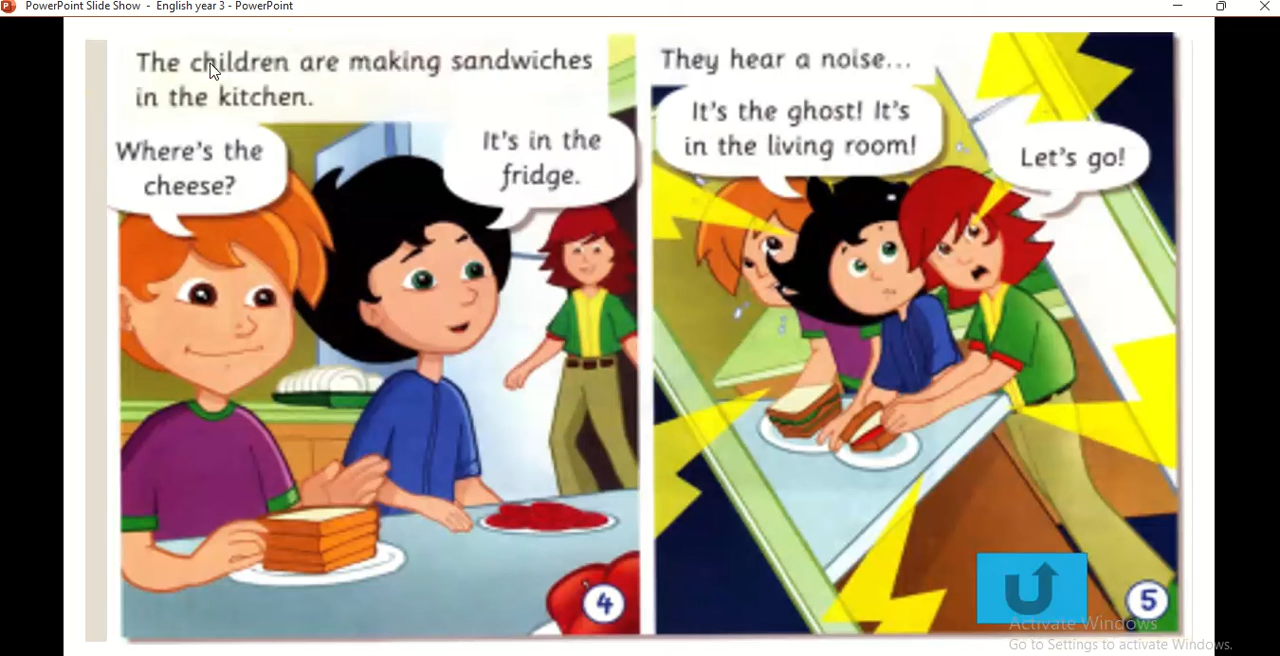 PowerPoint Slide Show - English year 3 - PowerPoint
The children are making sandwiches
in the kitchen.
Where's the
cheese?
It's in the
fridge.
4
They hear a noise...
It's the ghost! It's
in the living room!
Let's go!
5
Activate Windows
Go to Settings to activate Windows.